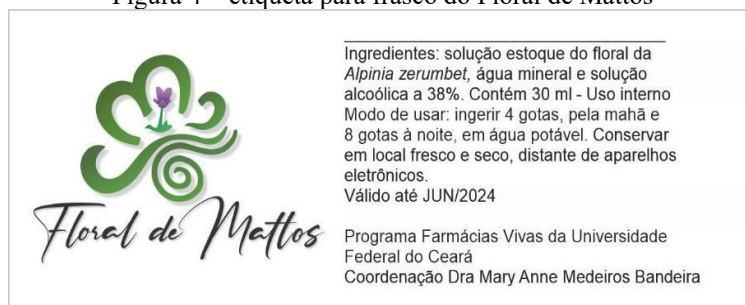 Figura 4 – etiqueta para frasco do Floral de Mattos
Ingredientes: solução estoque do floral da
Alpinia zerumbet, água mineral e solução
alcoólica a 38%. Contém 30 ml - Uso interno
Modo de usar: ingerir 4 gotas, pela mahã e
8 gotas à noite, em água potável. Conservar
em local fresco e seco, distante de aparelhos
eletrônicos.
Válido até JUN/2024
Floral de Mattos
Programa Farmácias Vivas da Universidade
Federal do Ceará
Coordenação Dra Mary Anne Medeiros Bandeira